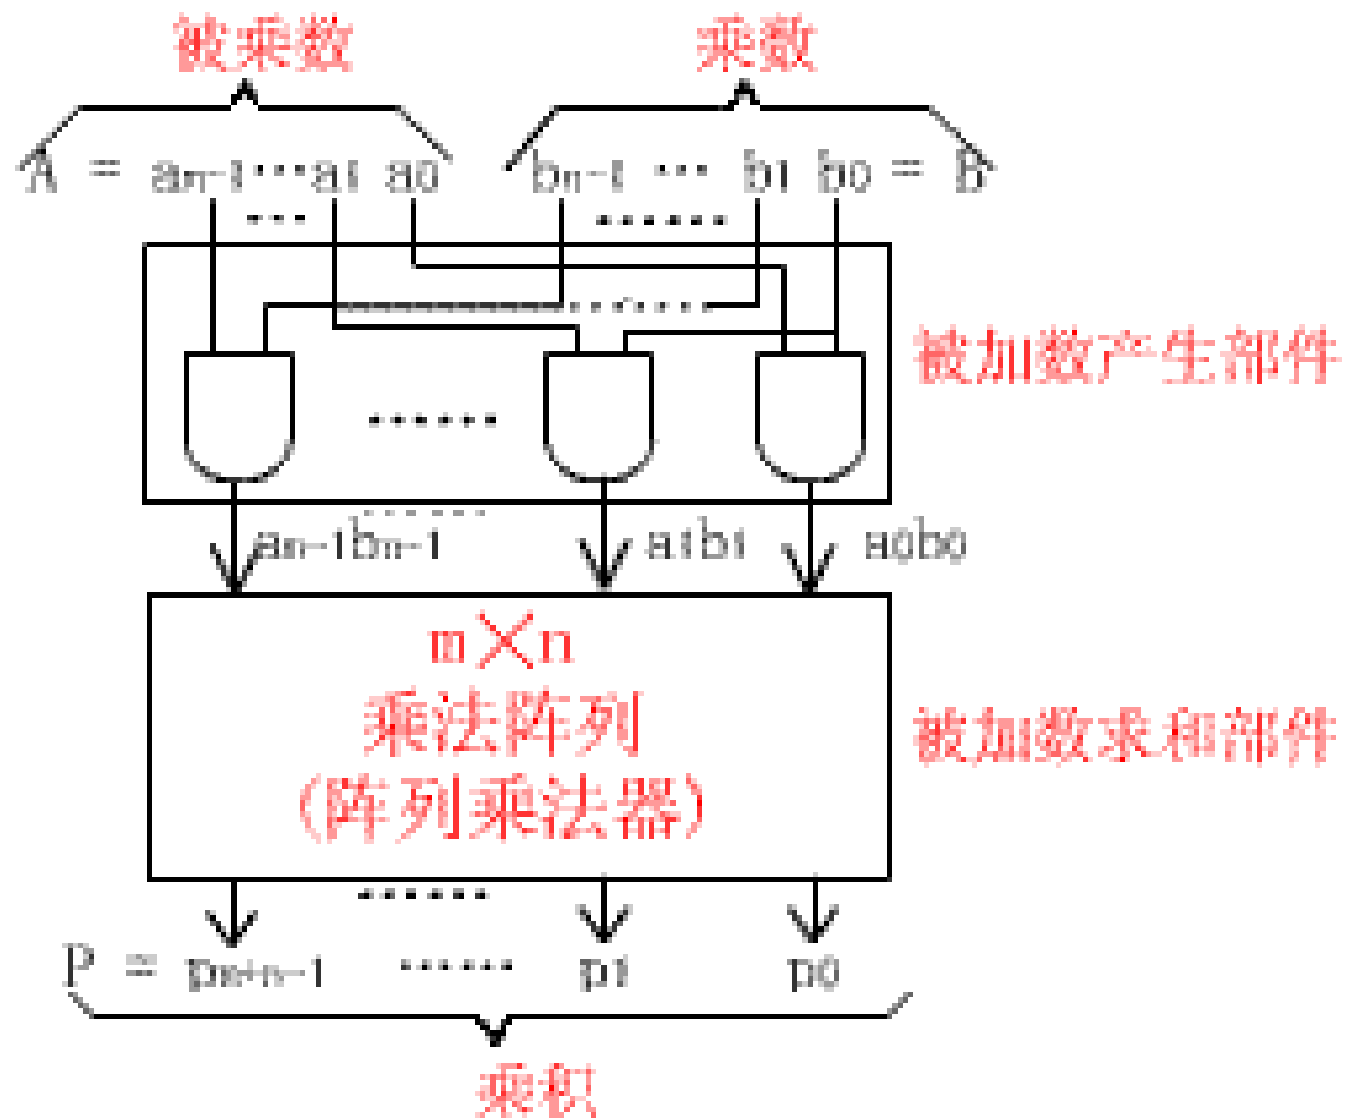 被乘数 乘数
A = an-1 ··· a1 a0 bn-1 ··· b1 b0 = B
··· ······
被加数产生部件
······
an-1bn-1 a1b1 a0b0
m×n
乘法阵列
(阵列乘法器)
被加数求和部件
······
P = pm+n-1 ······ p1 p0
乘积